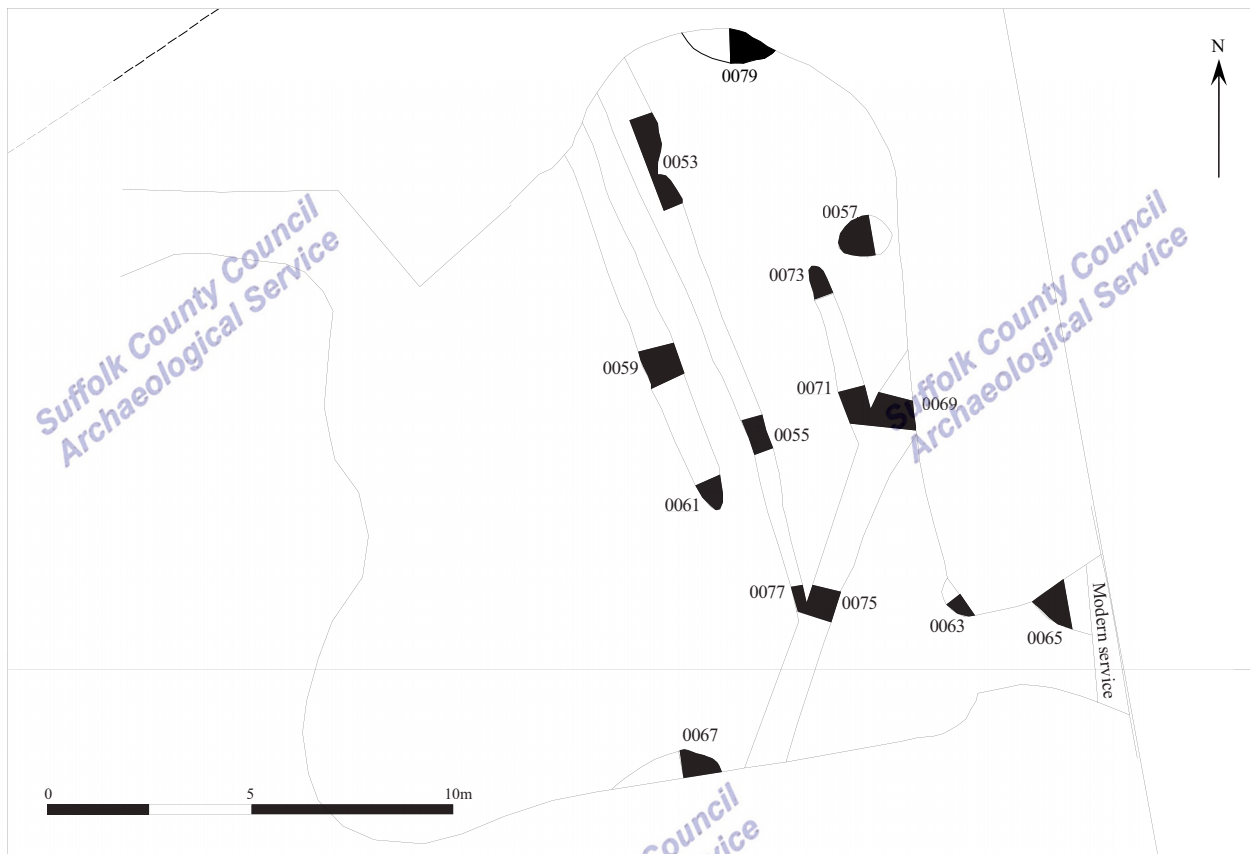 N
0079
0053
0057
0073
0059
0071
0069
0055
0061
0077
0075
0063
0065
Modern service
0067
0
5
10m
Suffolk County Council
Archaeological Service
Suffolk County Council
Archaeological Service
Council